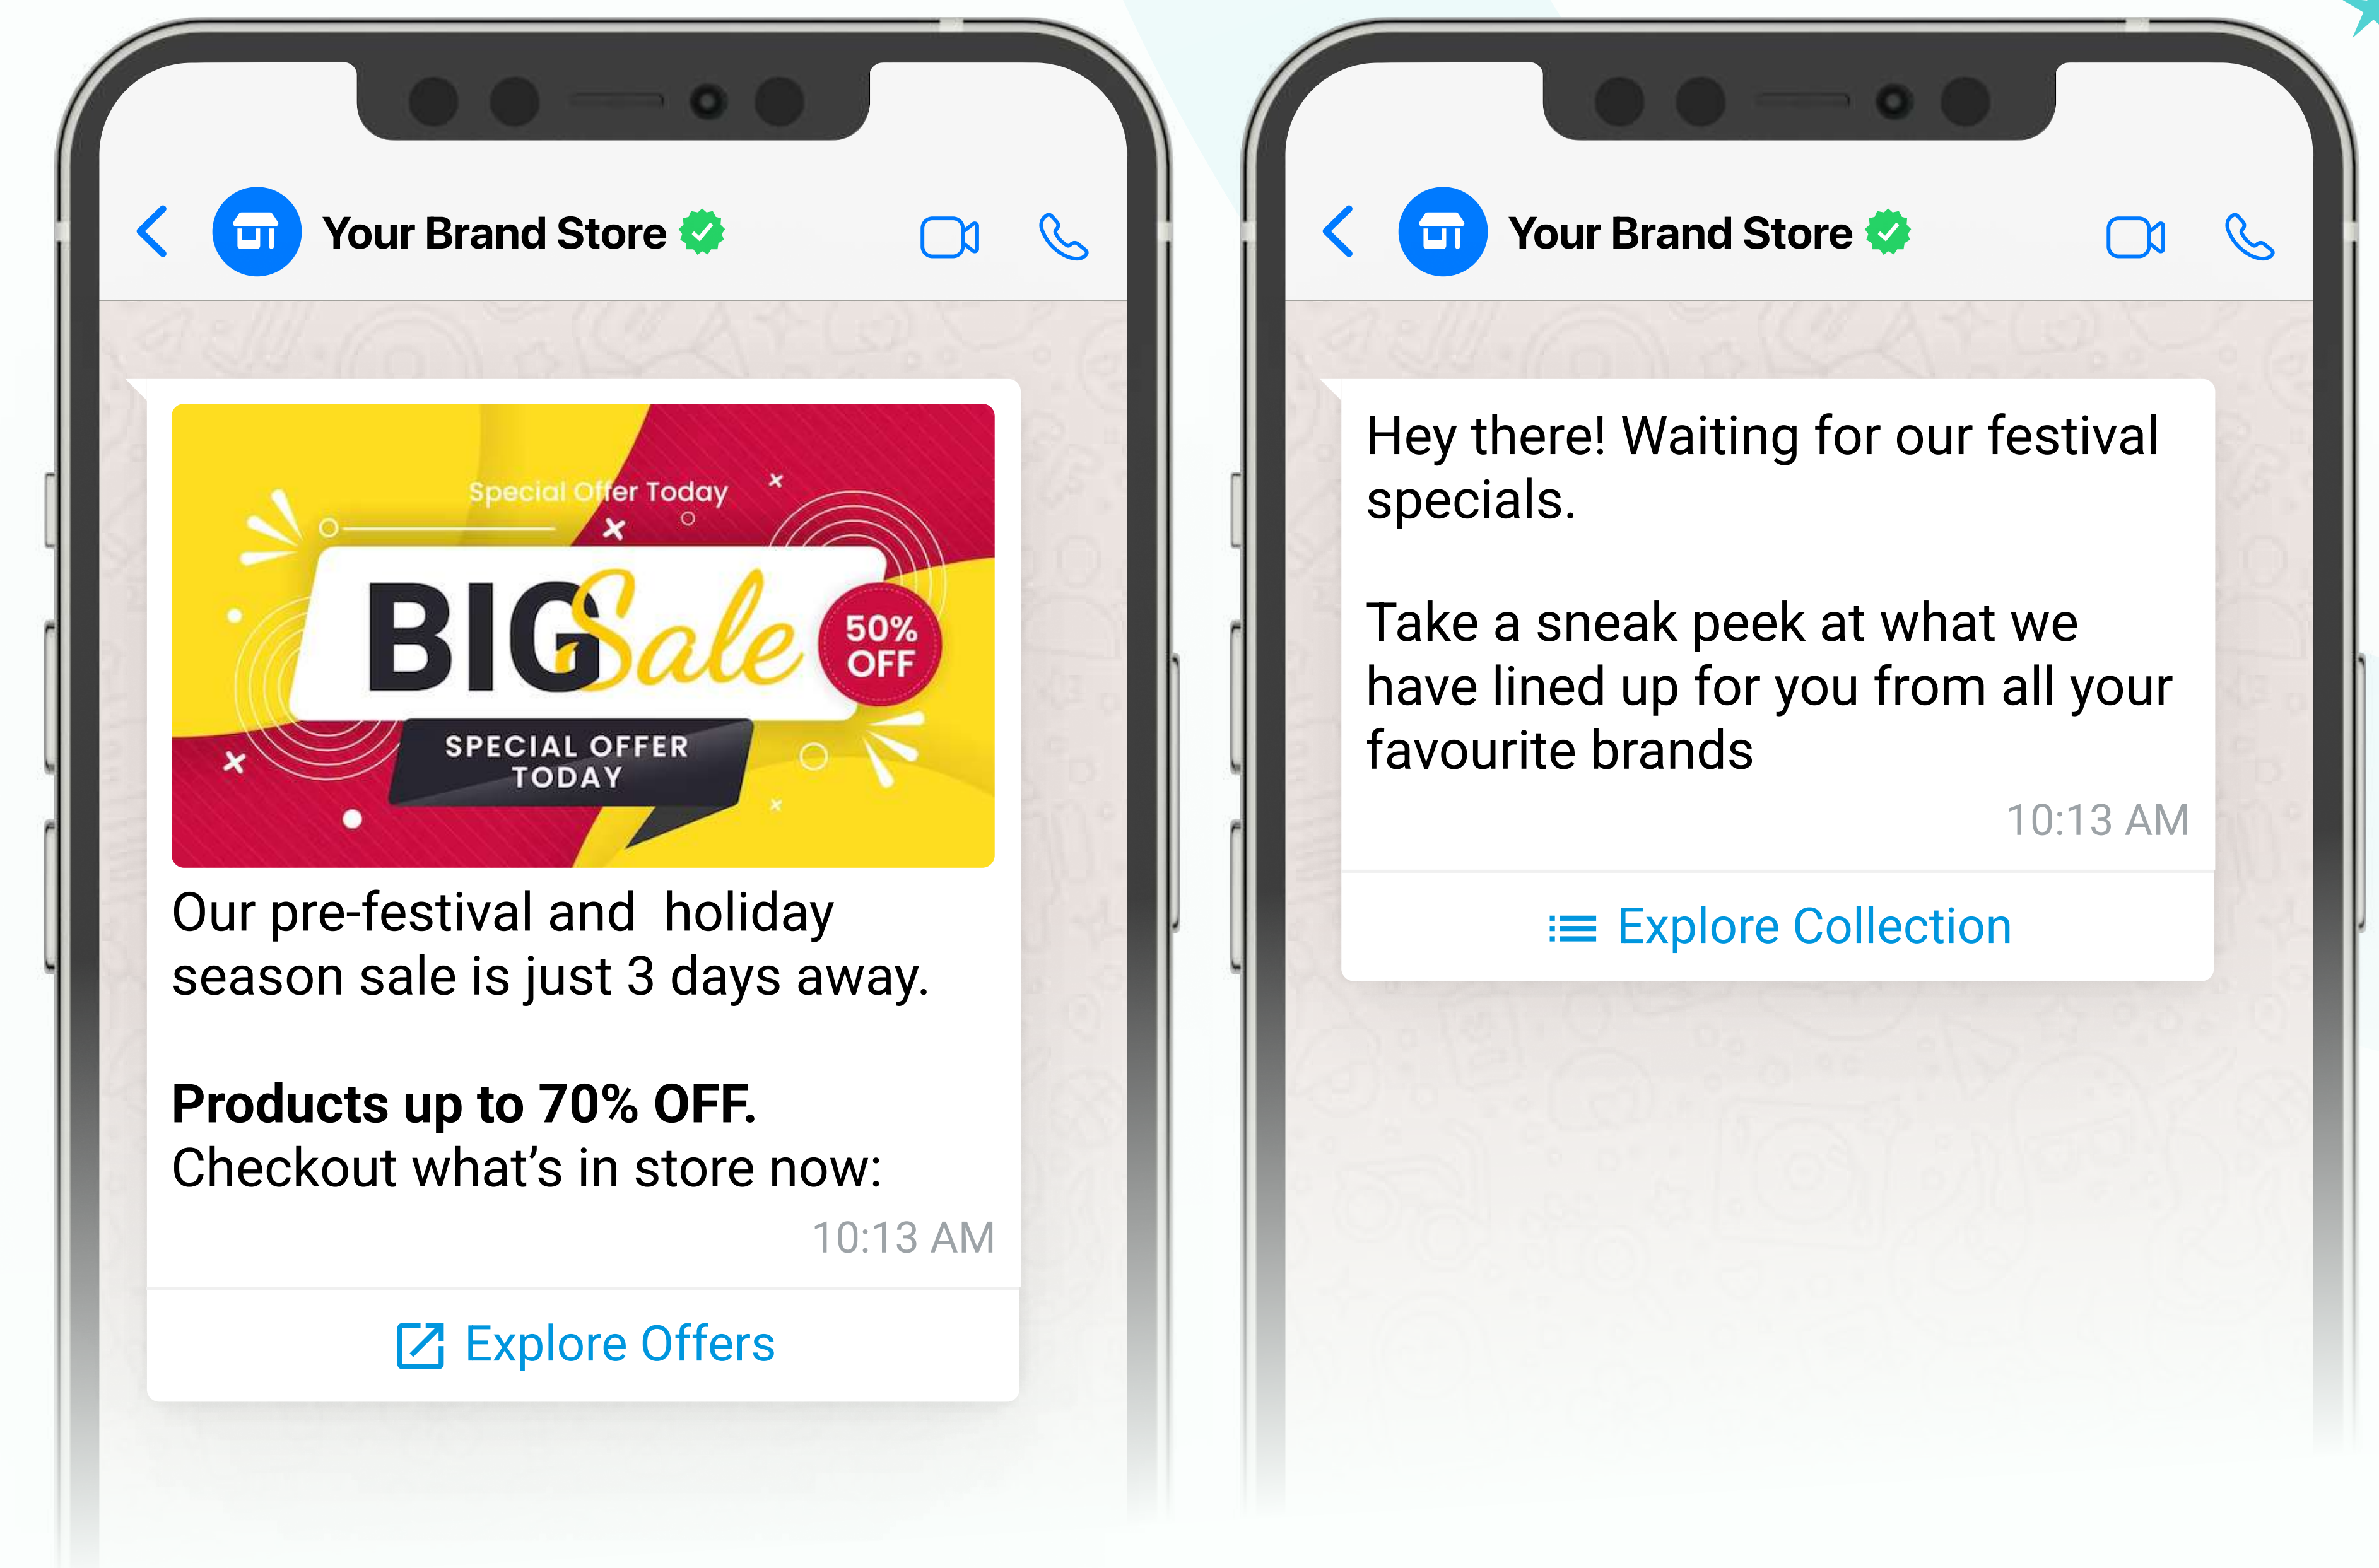 Your Brand Store
Special Offer Today
BIG Sale
50%
OFF
SPECIAL OFFER
TODAY
Our pre-festival and  holiday
season sale is just 3 days away.
Products up to 70% OFF.
Checkout what’s in store now:
10:13 AM
Explore Offers
Your Brand Store
Hey there! Waiting for our festival
specials.
Take a sneak peek at what we
have lined up for you from all your
favourite brands
10:13 AM
Explore Collection